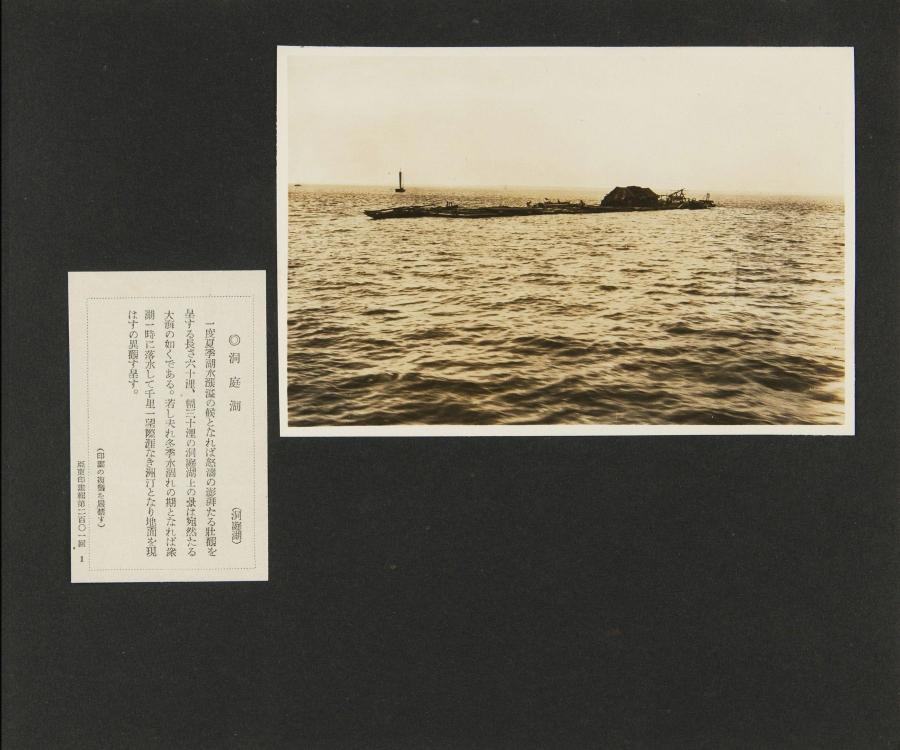 ◎洞庭湖
(洞庭湖)
一度夏季湖水漲溢の候となれば怒濤の澎湃たる壯觀を
呈する長さ六十浬、幅三十浬の洞庭湖上の景は宛然たる
大海の如くである。若し夫れ冬季水涸れの期となれば衆
湖一時に落水して千里一望際涯なき洲汀となり地面を現
はすの異觀す呈す。
(印畫の複製を嚴禁す)
亞東印畫輯第二百〇一回 1